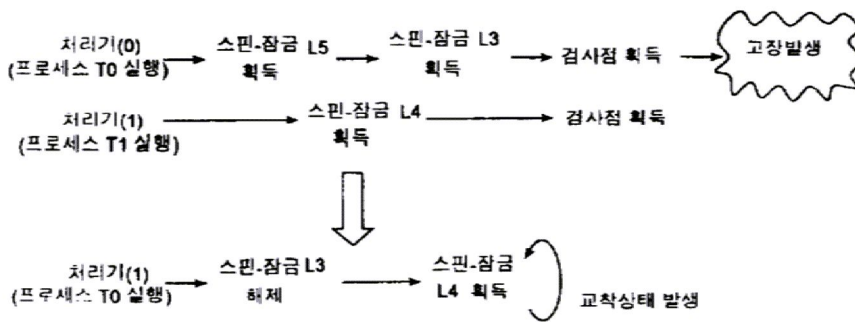 처리기(0)
(프로세스 T0 실행)
스핀-잠금 L5
획득
스핀-잠금 L3
획득
검사점 획득
고장발생
처리기(1)
(프로세스 T1 실행)
스핀-잠금 L4
획득
검사점 획득
처리기(1)
(프로세스 T0 실행)
스핀-잠금 L3
해제
스핀-잠금
L4 획득
교착상태 발생